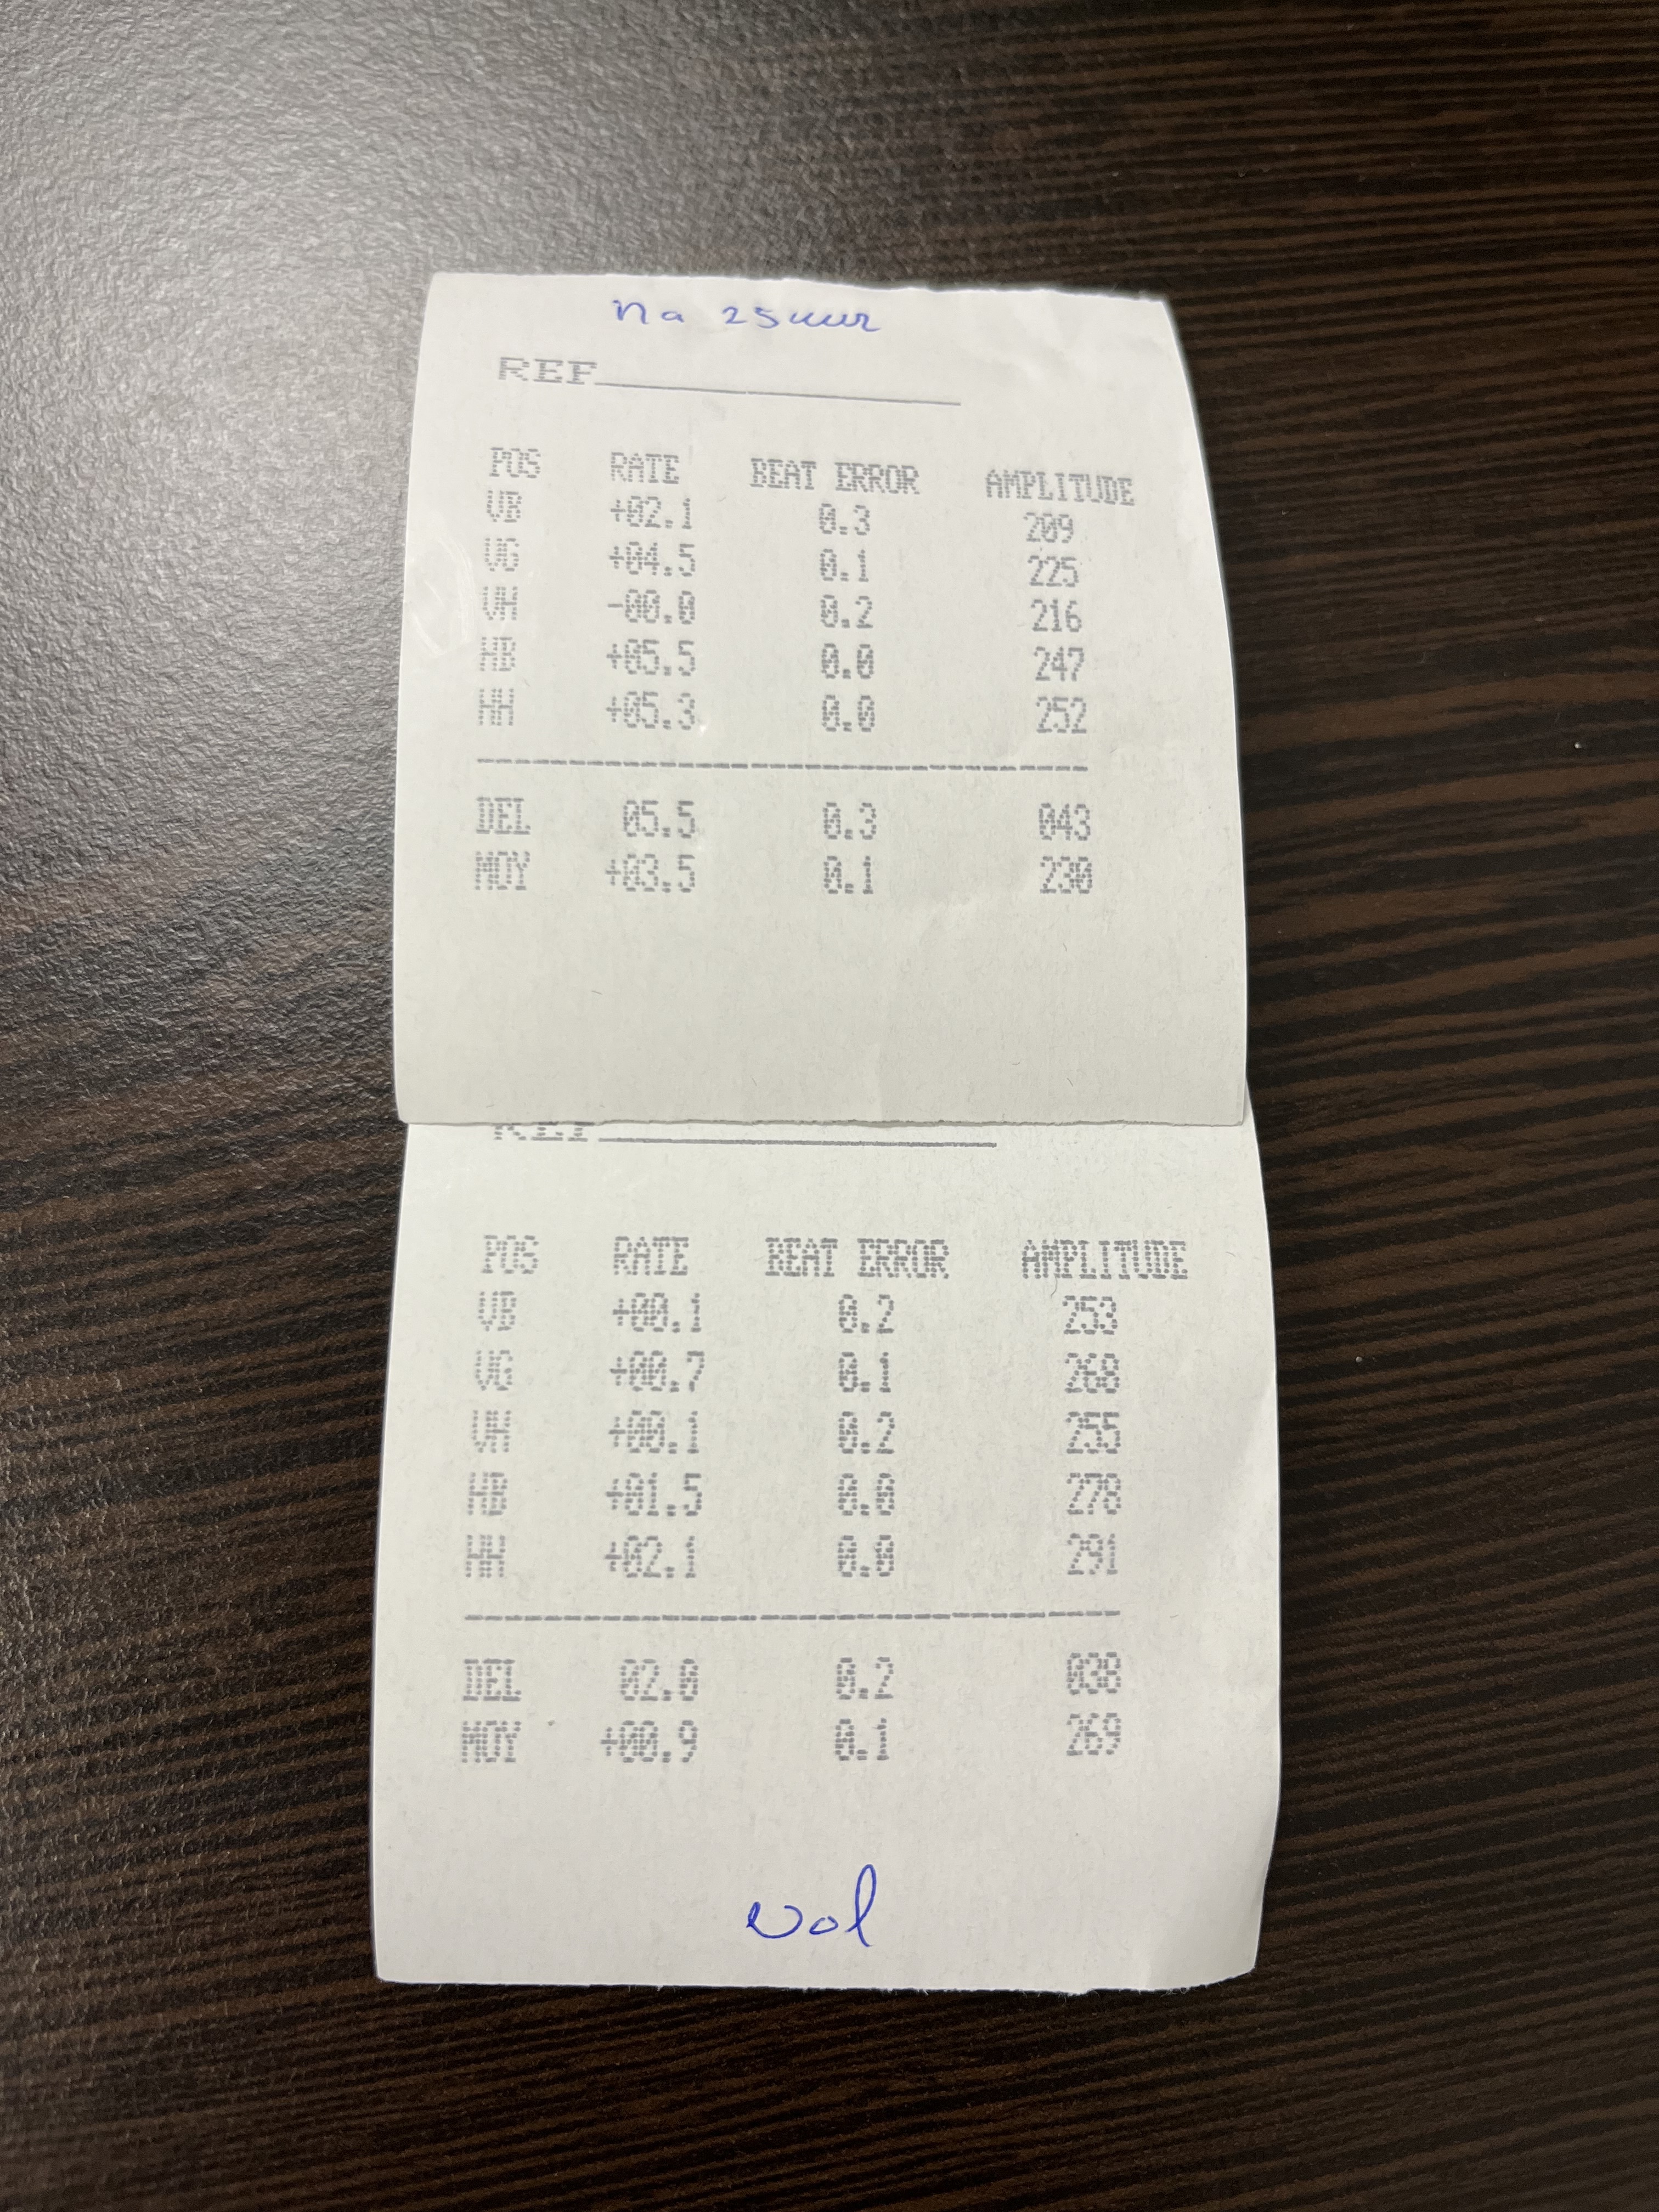 Na 25 uur
REF
POS RATE BEAT ERROR AMPLITUDE
VB +02.1 0.3 209
VG +04.5 0.1 225
VH -00.0 0.2 216
HB +05.5 0.0 247
HH +05.3 0.0 252
DEL 05.5 0.3 043
MOY +03.5 0.1 230
REF
POS RATE BEAT ERROR AMPLITUDE
VB +00.1 0.2 253
VG +00.7 0.1 268
VH +00.1 0.2 255
HB +01.5 0.0 278
HH +02.1 0.0 291
DEL 02.0 0.2 038
MOY +00.9 0.1 269
vol